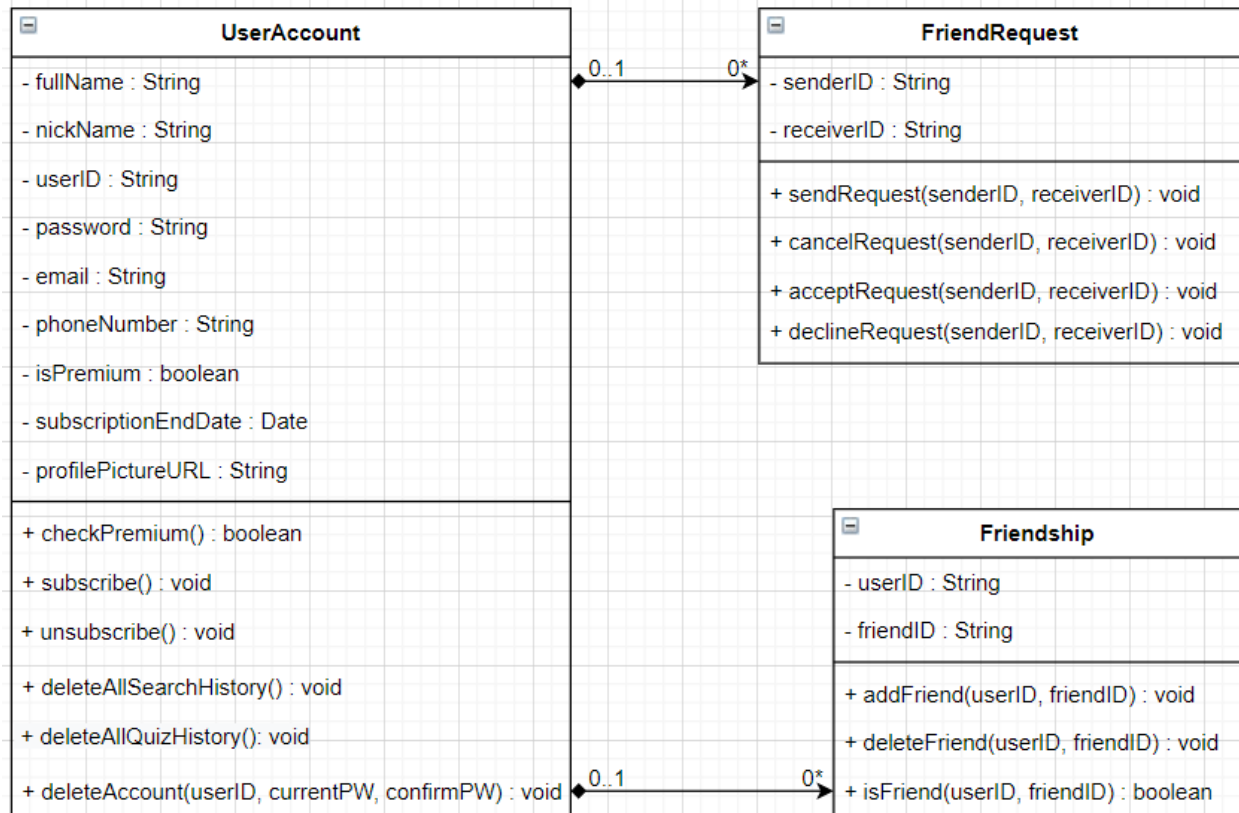 UserAccount
- fullName : String
- nickName : String
- userID : String
- password : String
- email : String
- phoneNumber : String
- isPremium : boolean
- subscriptionEndDate : Date
- profilePictureURL : String
+ checkPremium() : boolean
+ subscribe() : void
+ unsubscribe() : void
+ deleteAllSearchHistory() : void
+ deleteAllQuizHistory(): void
+ deleteAccount(userID, currentPW, confirmPW) : void
0..1
0*
FriendRequest
- senderID : String
- receiverID : String
+ sendRequest(senderID, receiverID) : void
+ cancelRequest(senderID, receiverID) : void
+ acceptRequest(senderID, receiverID) : void
+ declineRequest(senderID, receiverID) : void
0..1
0*
Friendship
- userID : String
- friendID : String
+ addFriend(userID, friendID) : void
+ deleteFriend(userID, friendID) : void
+ isFriend(userID, friendID) : boolean